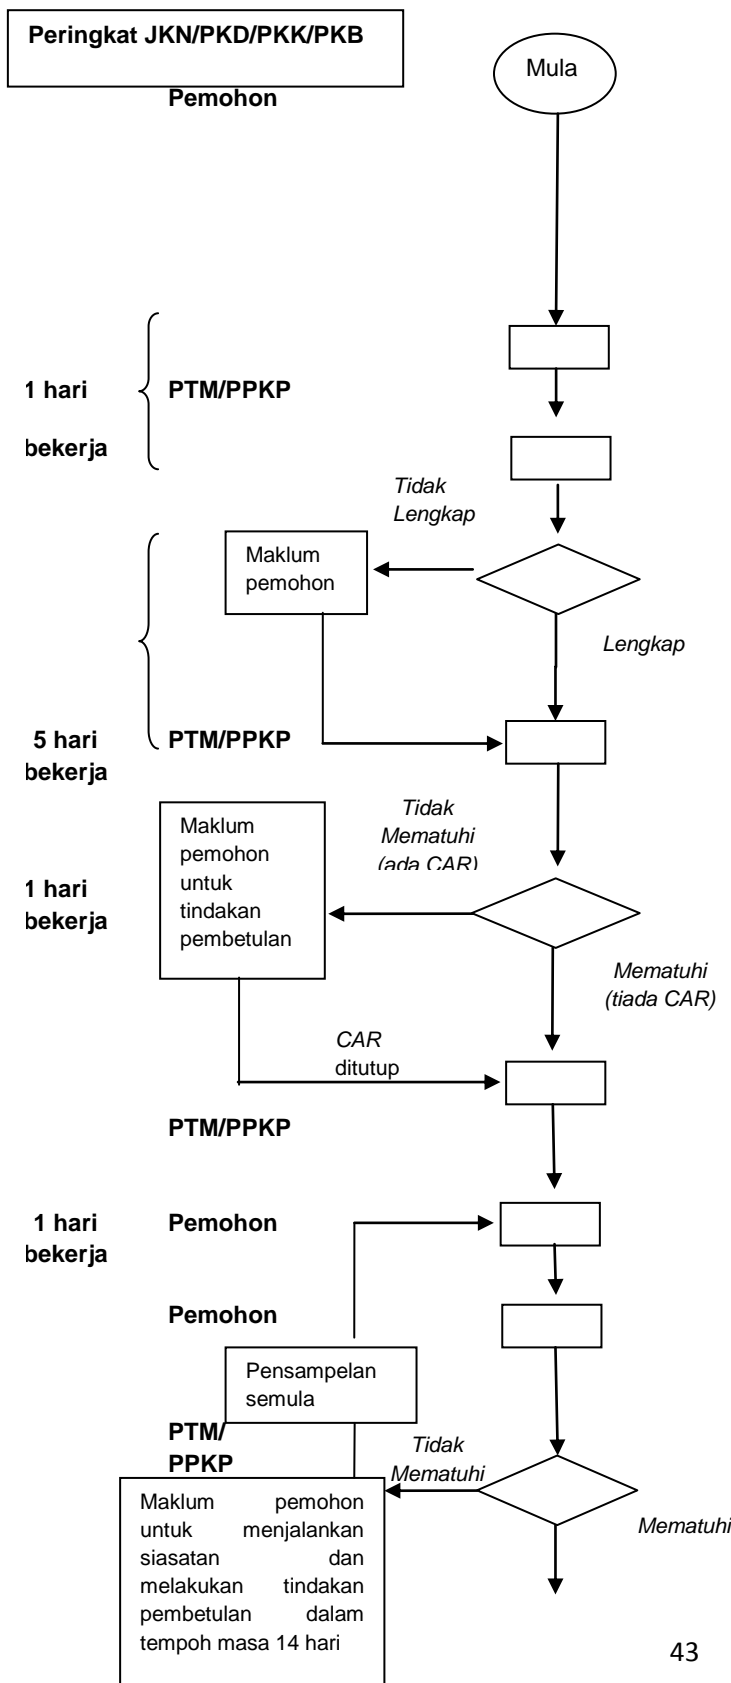 Peringkat JKN/PKD/PKK/PKB
Mula
Pemohon
1 hari
bekerja
PTM/PPKP
Tidak
Lengkap
Maklum
pemohon
Lengkap
5 hari
bekerja
PTM/PPKP
Tidak
Mematuhi
(ada CAR)
Maklum
pemohon
untuk
tindakan
pembetulan
1 hari
bekerja
Mematuhi
(tiada CAR)
CAR
ditutup
PTM/PPKP
1 hari
bekerja
Pemohon
Pemohon
Pensampelan
semula
PTM/
PPKP
Tidak
Mematuhi
Maklum pemohon
untuk menjalankan
siasatan dan
melakukan tindakan
pembetulan dalam
tempoh masa 14 hari
Mematuhi
43